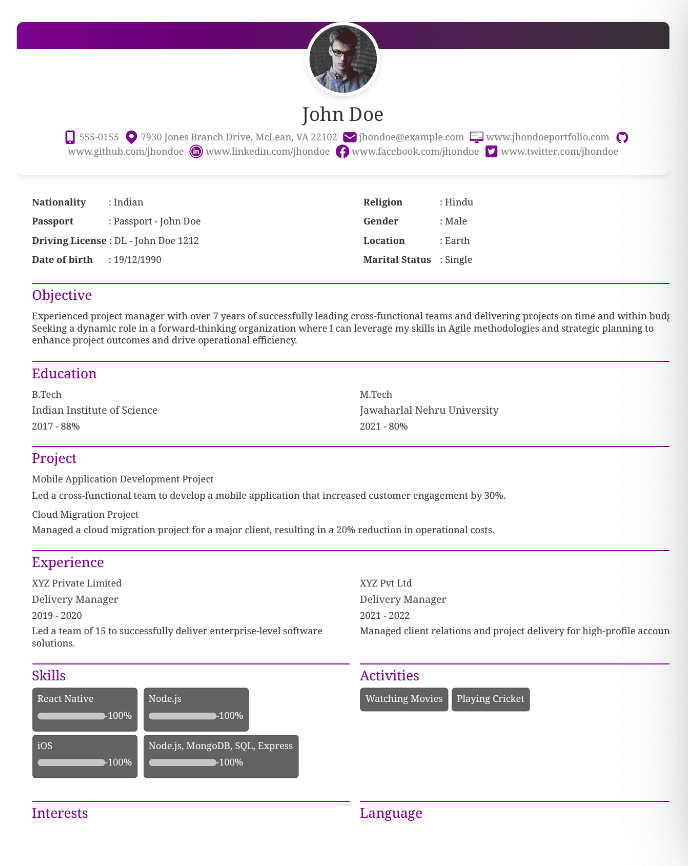 John Doe
555-0155 7930 Jones Branch Drive, McLean, VA 22102 jhondoe@example.com www.jhondoeportfolio.com
www.github.com/jhondoe www.linkedin.com/jhondoe www.facebook.com/jhondoe www.twitter.com/jhondoe
Nationality : Indian
Religion : Hindu
Passport : Passport - John Doe
Gender : Male
Driving License : DL - John Doe 1212
Location : Earth
Date of birth : 19/12/1990
Marital Status : Single
Objective
Experienced project manager with over 7 years of successfully leading cross-functional teams and delivering projects on time and within
Seeking a dynamic role in a forward-thinking organization where I can leverage my skills in Agile methodologies and strategic planning to
enhance project outcomes and drive operational efficiency.
Education
B.Tech
Indian Institute of Science
2017 - 88%
M.Tech
Jawaharlal Nehru University
2021 - 80%
Project
Mobile Application Development Project
Led a cross-functional team to develop a mobile application that increased customer engagement by 30%.
Cloud Migration Project
Managed a cloud migration project for a major client, resulting in a 20% reduction in operational costs.
Experience
XYZ Private Limited
Delivery Manager
2019 - 2020
Led a team of 15 to successfully deliver enterprise-level software
solutions.
XYZ Pvt Ltd
Delivery Manager
2021 - 2022
Managed client relations and project delivery for high-profile
Skills
React Native
-100%
Node.js
-100%
iOS
-100%
Node.js, MongoDB, SQL, Express
-100%
Activities
Watching Movies
Playing Cricket
Interests
Language